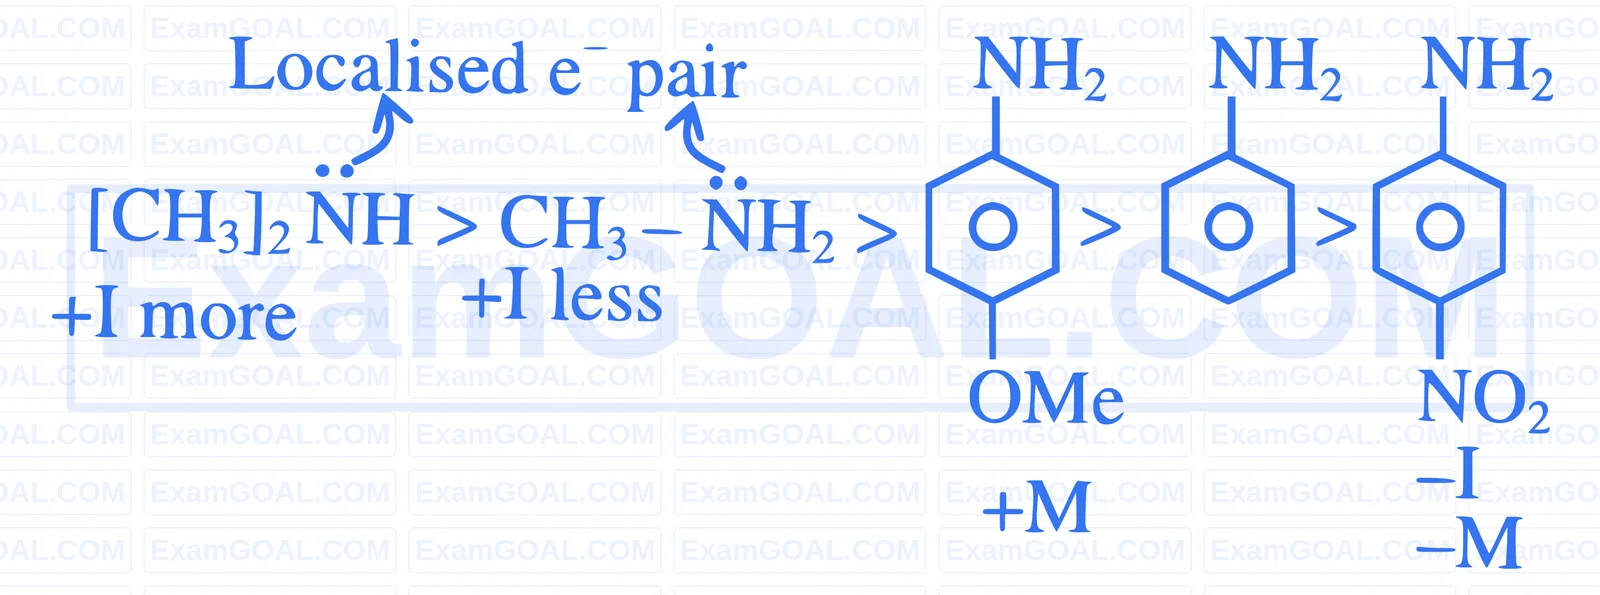 Localised e⁻ pair
NH₂ NH₂ NH₂
[CH₃]₂ N̈H > CH₃ – N̈H₂ > > >
+I more +I less
OMe NO₂
+M –I
–M
ExamGOAL.COM